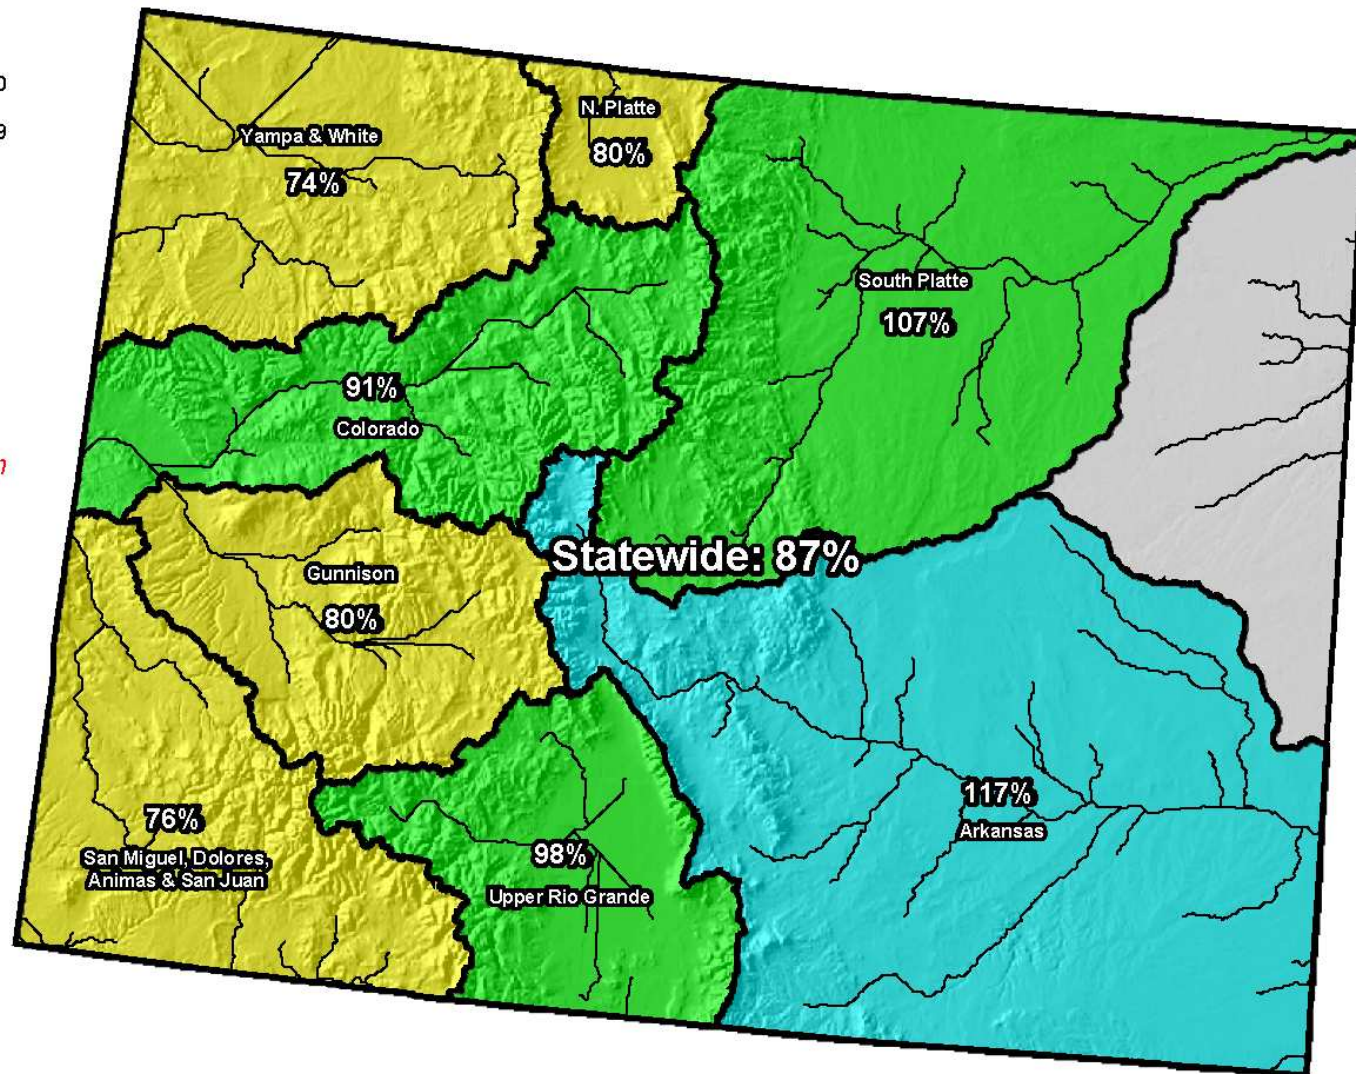 N. Platte
80%
Yampa & White
74%
South Platte
107%
91%
Colorado
Statewide: 87%
Gunnison
80%
76%
San Miguel, Dolores,
Animas & San Juan
98%
Upper Rio Grande
117%
Arkansas